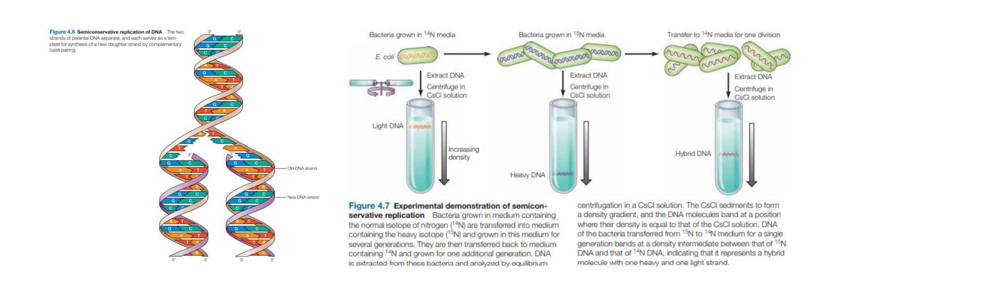 Figure 4.6 Semiconservative replication of DNA The two
strands of parental DNA separate, and each serves as a tem-
plate for synthesis of a new daughter strand by complementary
base pairing.
3′ 5′
G C
G C
C G
A T
G C
A T
T A
A
G C
T A
C G
A T
G C
T A
C 3′ 5′ G
G C G C
A T A T
T T
A A
G C G C
G C G C
C G C G
A T A T
G C G C
A T A T
T A T A
A A
5′ 3′ 5′ 3′
Old DNA strand
New DNA strand
Bacteria grown in ¹⁴N media
Bacteria grown in ¹⁵N media
Transfer to ¹⁴N media for one division
E. coli
Extract DNA
Centrifuge in
CsCl solution
Extract DNA
Centrifuge in
CsCl solution
Extract DNA
Centrifuge in
CsCl solution
Light DNA
Increasing
density
Heavy DNA
Hybrid DNA
Figure 4.7 Experimental demonstration of semicon-
servative replication Bacteria grown in medium containing
the normal isotope of nitrogen (¹⁴N) are transferred into medium
containing the heavy isotope (¹⁵N) and grown in this medium for
several generations. They are then transferred back to medium
containing ¹⁴N and grown for one additional generation. DNA
is extracted from these bacteria and analyzed by equilibrium
centrifugation in a CsCl solution. The CsCl sediments to form
a density gradient, and the DNA molecules band at a position
where their density is equal to that of the CsCl solution. DNA
of the bacteria transferred from ¹⁵N to ¹⁴N medium for a single
generation bands at a density intermediate between that of ¹⁵N
DNA and that of ¹⁴N DNA, indicating that it represents a hybrid
molecule with one heavy and one light strand.